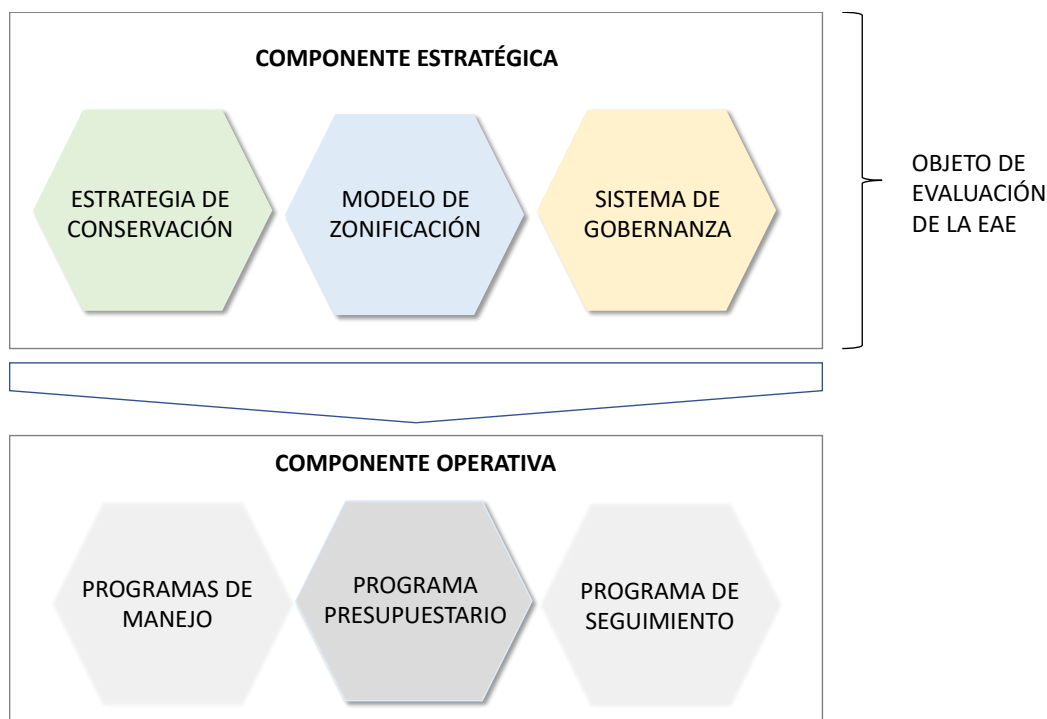 COMPONENTE ESTRATÉGICA
ESTRATEGIA DE
CONSERVACIÓN
MODELO DE
ZONIFICACIÓN
SISTEMA DE
GOBERNANZA
OBJETO DE
EVALUACIÓN
DE LA EAE
COMPONENTE OPERATIVA
PROGRAMAS DE
MANEJO
PROGRAMA
PRESUPUESTARIO
PROGRAMA DE
SEGUIMIENTO